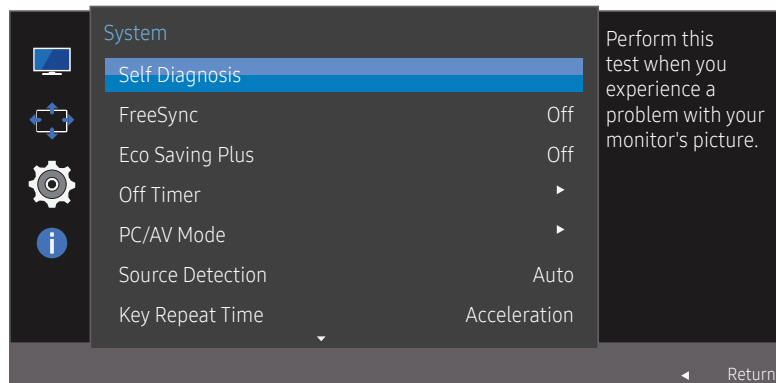 System
Self Diagnosis
FreeSync Off
Eco Saving Plus Off
Off Timer
PC/AV Mode
Source Detection Auto
Key Repeat Time Acceleration
Perform this
test when you
experience a
problem with your
monitor's picture.
Return